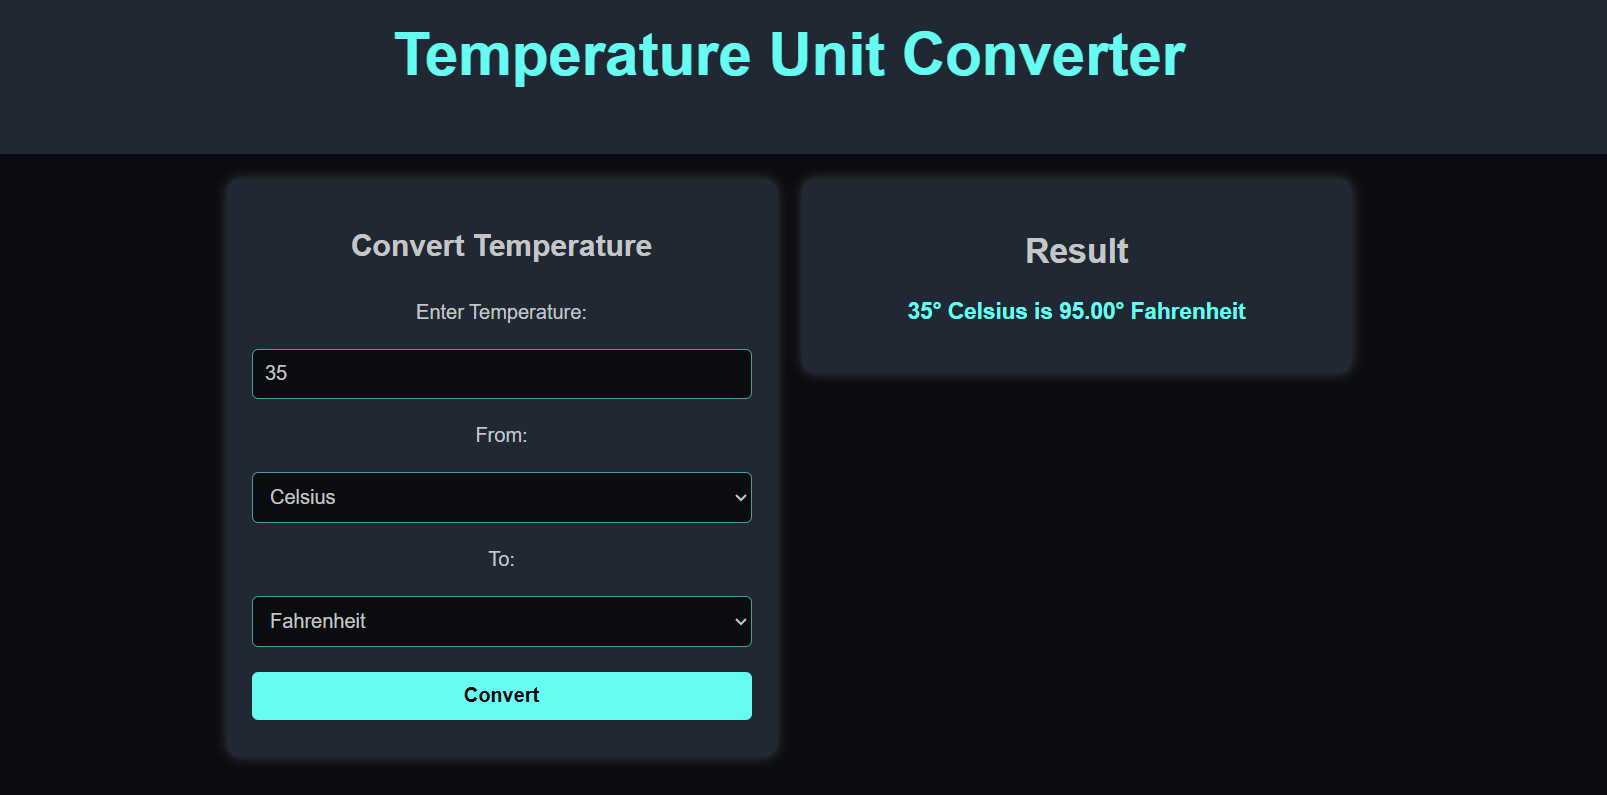 Temperature Unit Converter
Convert Temperature
Enter Temperature:
35
From:
Celsius
To:
Fahrenheit
Convert
Result
35° Celsius is 95.00° Fahrenheit